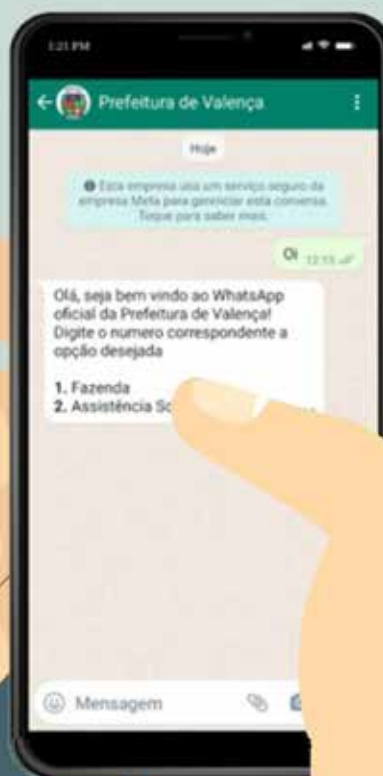 1:21 PM
Prefeitura de Valença
Hoje
Esta empresa usa um serviço seguro da
empresa Meta para gerenciar esta conversa.
Toque para saber mais.
Oi 12:15
Olá, seja bem vindo ao WhatsApp
oficial da Prefeitura de Valença!
Digite o numero correspondente a
opção desejada
1. Fazenda
2. Assistência So
Mensagem